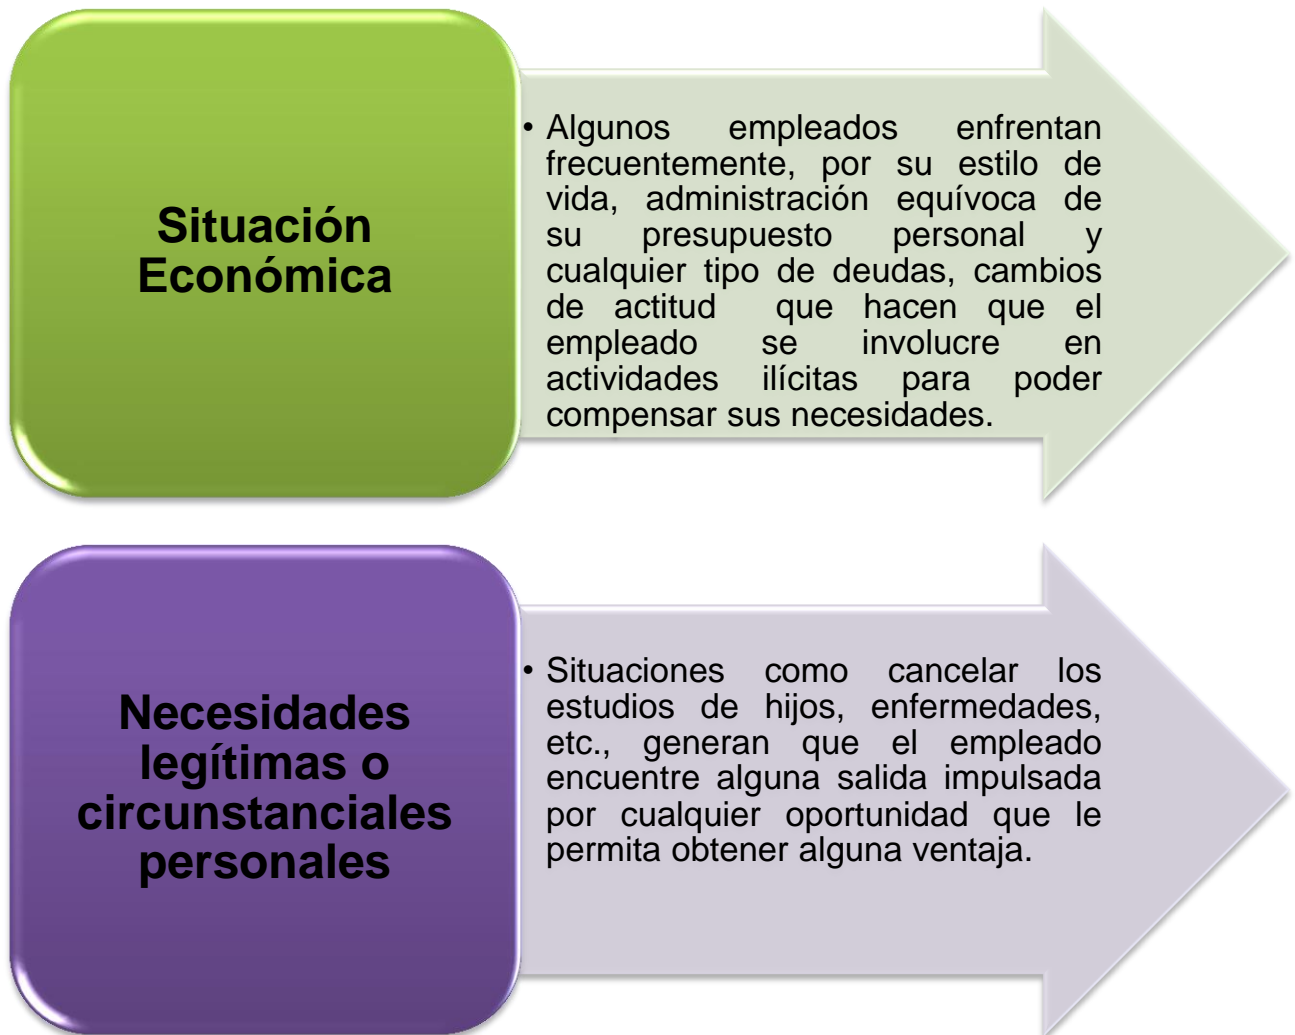 Situación
Económica
• Algunos empleados enfrentan
frecuentemente, por su estilo de
vida, administración equívoca de
su presupuesto personal y
cualquier tipo de deudas, cambios
de actitud que hacen que el
empleado se involucre en
actividades ilícitas para poder
compensar sus necesidades.
Necesidades
legítimas o
circunstanciales
personales
• Situaciones como cancelar los
estudios de hijos, enfermedades,
etc., generan que el empleado
encuentre alguna salida impulsada
por cualquier oportunidad que le
permita obtener alguna ventaja.